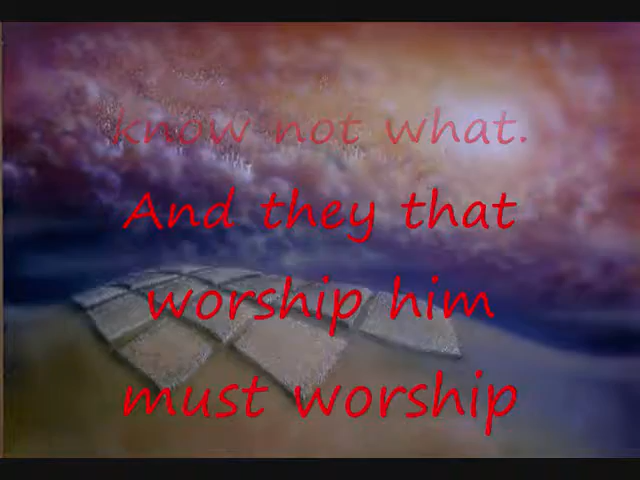 know not what.
And they that
worship him
must worship